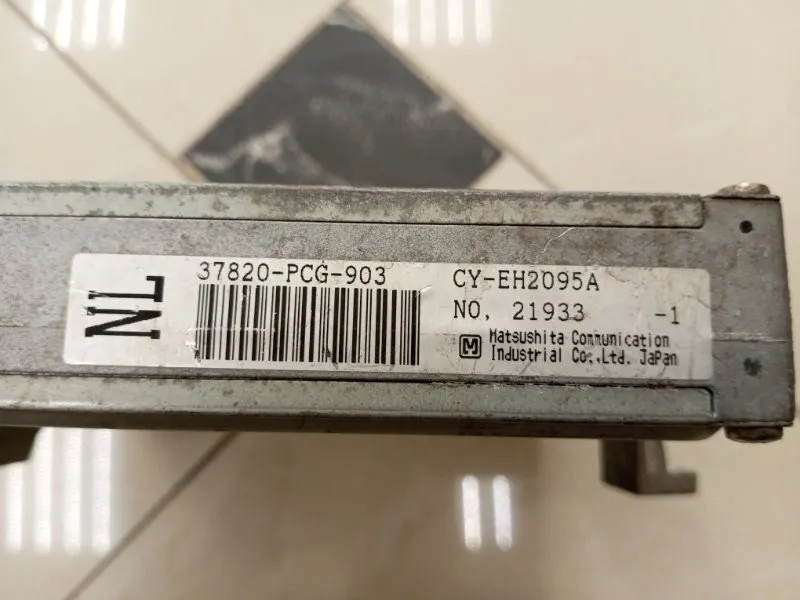 NL
37820-PCG-903
CY-EH2095A
NO, 21933 -1
M Matsushita Communication
Industrial Co.,Ltd. Japan